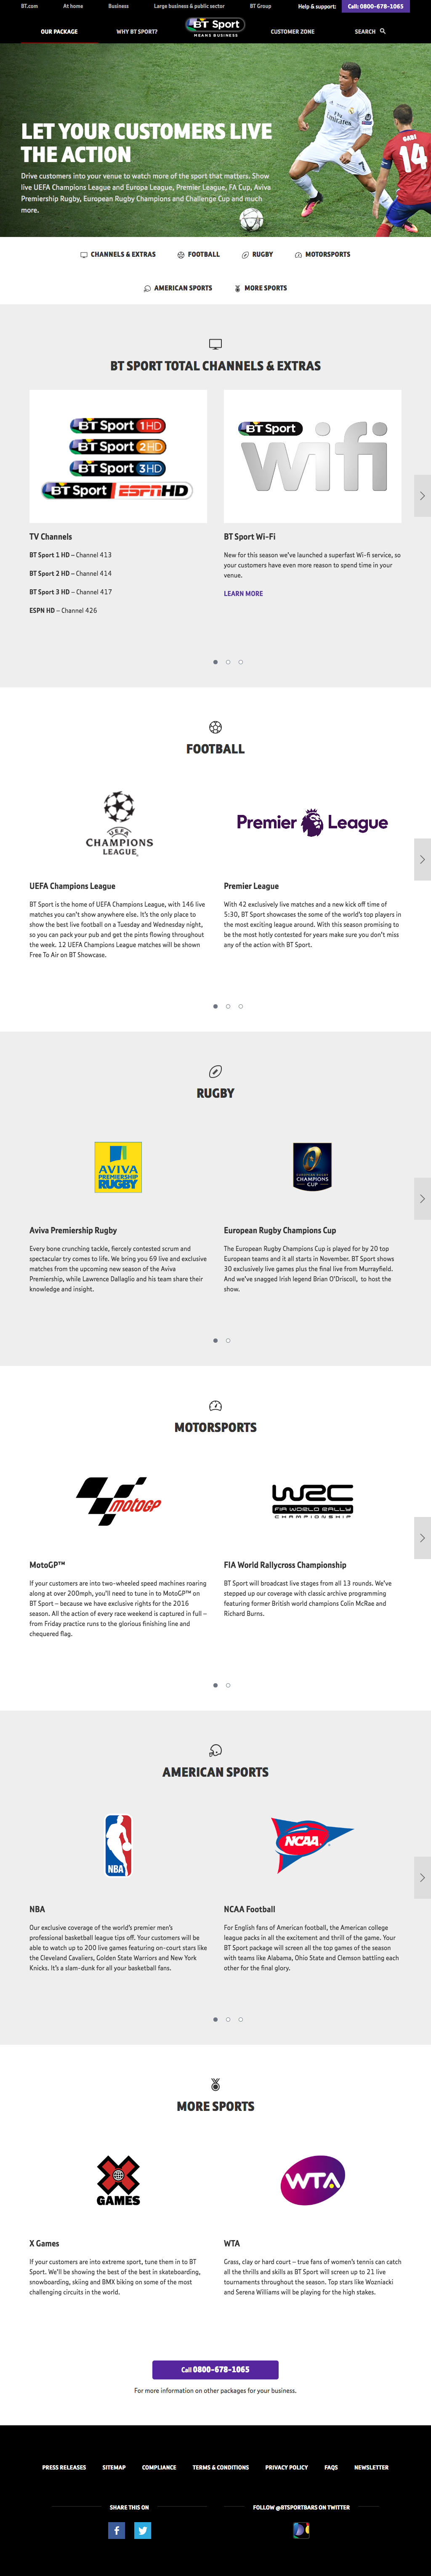 BT.com At home Business Large business & public sector BT Group Help & support: Call: 0800-678-1065
OUR PACKAGE WHY BT SPORT? BT Sport MEANS BUSINESS CUSTOMER ZONE SEARCH
GABI
14
LET YOUR CUSTOMERS LIVE
THE ACTION
Drive customers into your venue to watch more of the sport that matters. Show
live UEFA Champions League and Europa League, Premier League, FA Cup, Aviva
Premiership Rugby, European Rugby Champions and Challenge Cup and much
more.
CHANNELS & EXTRAS FOOTBALL RUGBY MOTORSPORTS
AMERICAN SPORTS MORE SPORTS
BT SPORT TOTAL CHANNELS & EXTRAS
BT Sport 1HD
BT Sport 2HD
BT Sport 3HD
BT Sport ESPN HD
TV Channels
BT Sport 1 HD – Channel 413
BT Sport 2 HD – Channel 414
BT Sport 3 HD – Channel 417
ESPN HD – Channel 426
BT Sport
wifi
BT Sport Wi-Fi
New for this season we've launched a superfast Wi-fi service, so
your customers have even more reason to spend time in your
venue.
LEARN MORE
FOOTBALL
UEFA
CHAMPIONS
LEAGUE
UEFA Champions League
BT Sport is the home of UEFA Champions League, with 146 live
matches you can't show anywhere else. It's the only place to
show the best live football on a Tuesday and Wednesday night,
so you can pack your pub and get the pints flowing throughout
the week. 12 UEFA Champions League matches will be shown
Free To Air on BT Showcase.
Premier League
Premier League
With 42 exclusively live matches and a new kick off time of
5:30, BT Sport showcases the some of the world's top players in
the most exciting league around. With this season promising to
be the most hotly contested for years make sure you don't miss
any of the action with BT Sport.
RUGBY
AVIVA
PREMIERSHIP
RUGBY
Aviva Premiership Rugby
Every bone crunching tackle, fiercely contested scrum and
spectacular try comes to life. We bring you 69 live and exclusive
matches from the upcoming new season of the Aviva
Premiership, while Lawrence Dallaglio and his team share their
knowledge and insight.
EUROPEAN RUGBY
CHAMPIONS
CUP
European Rugby Champions Cup
The European Rugby Champions Cup is played for by 20 top
European teams and it all starts in November. BT Sport shows
30 exclusively live games plus the final live from Murrayfield.
And we've snagged Irish legend Brian O'Driscoll, to host the
show.
MOTORSPORTS
motoGP
MotoGP™
If your customers are into two-wheeled speed machines roaring
along at over 200mph, you'll need to tune in to MotoGP™ on
BT Sport – because we have exclusive rights for the 2016
season. All the action of every race weekend is captured in full –
from Friday practice runs to the glorious finishing line and
chequered flag.
WRC
FIA WORLD RALLY
CHAMPIONSHIP
FIA World Rallycross Championship
BT Sport will broadcast live stages from all 13 rounds. We've
stepped up our coverage with classic archive programming
featuring former British world champions Colin McRae and
Richard Burns.
AMERICAN SPORTS
NBA
NBA
Our exclusive coverage of the world's premier men's
professional basketball league tips off. Your customers will be
able to watch up to 200 live games featuring on-court stars like
the Cleveland Cavaliers, Golden State Warriors and New York
Knicks. It's a slam-dunk for all your basketball fans.
NCAA
NCAA Football
For English fans of American football, the American college
league packs in all the excitement and thrill of the game. Your
BT Sport package will screen all the top games of the season
with teams like Alabama, Ohio State and Clemson battling each
other for the final glory.
MORE SPORTS
X
GAMES
X Games
If your customers are into extreme sport, tune them in to BT
Sport. We'll be showing the best of the best in skateboarding,
snowboarding, skiing and BMX biking on some of the most
challenging circuits in the world.
WTA
WTA
Grass, clay or hard court – true fans of women's tennis can catch
all the thrills and skills as BT Sport will screen up to 21 live
tournaments throughout the season. Top stars like Wozniacki
and Serena Williams will be playing for the high stakes.
Call 0800-678-1065
For more information on other packages for your business.
PRESS RELEASES SITEMAP COMPLIANCE TERMS & CONDITIONS PRIVACY POLICY FAQS NEWSLETTER
SHARE THIS ON FOLLOW @BTSPORTBARS ON TWITTER